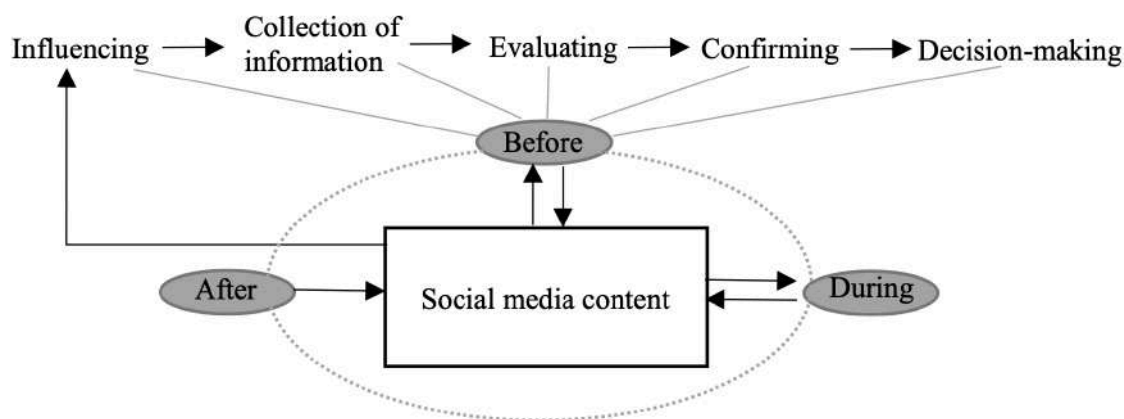 Influencing
Collection of
information
Evaluating
Confirming
Decision-making
Before
After
Social media content
During